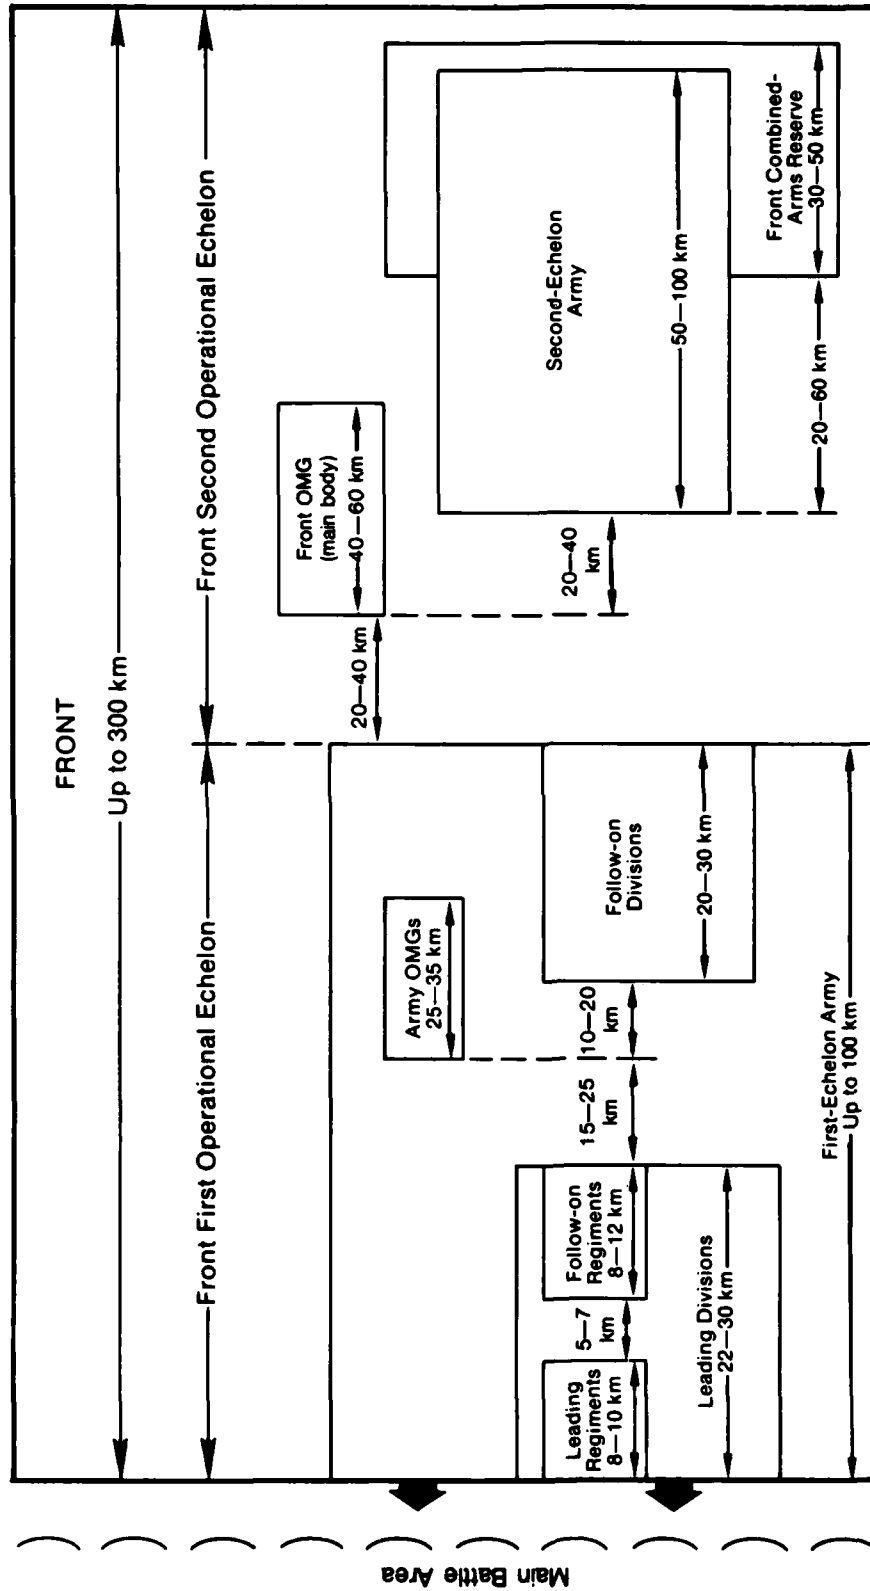 FRONT
Up to 300 km
Front First Operational Echelon
Front Second Operational Echelon
Main Battle Area
Leading
Regiments
8—10 km
5—7
km
Follow-on
Regiments
8—12 km
Leading Divisions
22—30 km
15—25
km
Army OMGs
25—35 km
10—20
km
Follow-on
Divisions
20—30 km
First-Echelon Army
Up to 100 km
20—40 km
Front OMG
(main body)
40—60 km
20—40
km
Second-Echelon
Army
50—100 km
20—60 km
Front Combined-
Arms Reserve
30—50 km